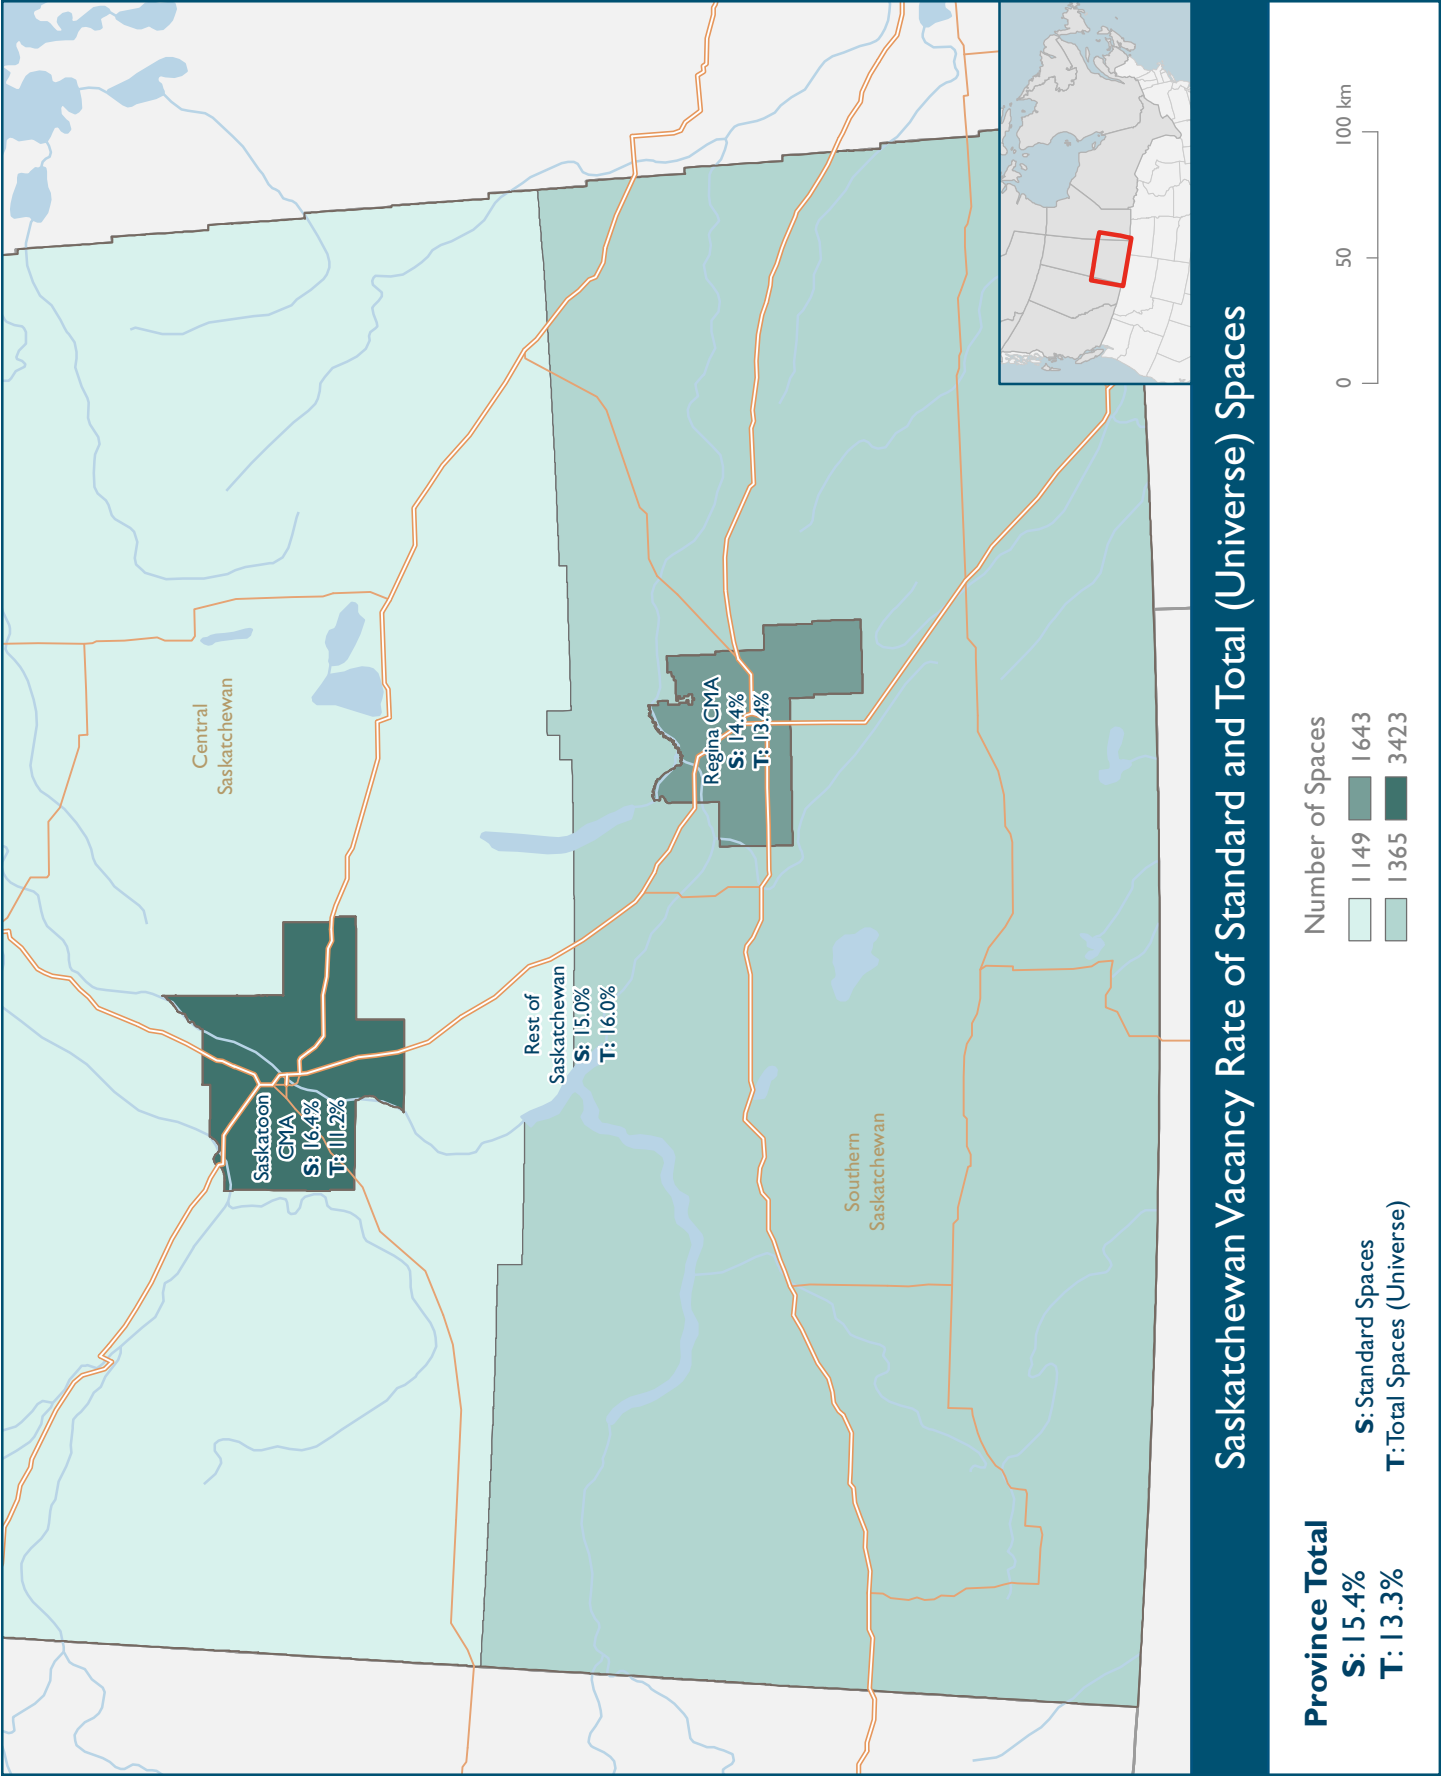 Central
Saskatchewan
Saskatoon
CMA
S: 16.4%
T: 11.2%
Rest of
Saskatchewan
S: 15.0%
T: 16.0%
Regina CMA
S: 14.4%
T: 13.4%
Southern
Saskatchewan
Saskatchewan Vacancy Rate of Standard and Total (Universe) Spaces
Province Total
S: 15.4%
T: 13.3%
S: Standard Spaces
T: Total Spaces (Universe)
Number of Spaces
1149 1643
1365 3423
0 50 100 km